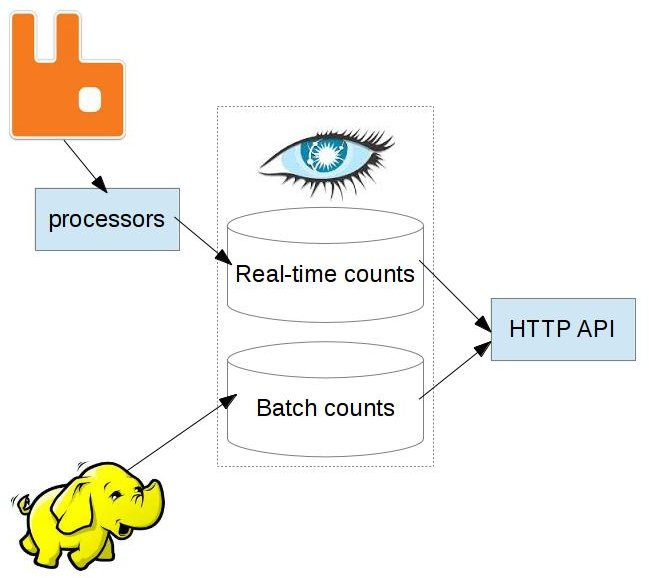 processors
Real-time counts
HTTP API
Batch counts